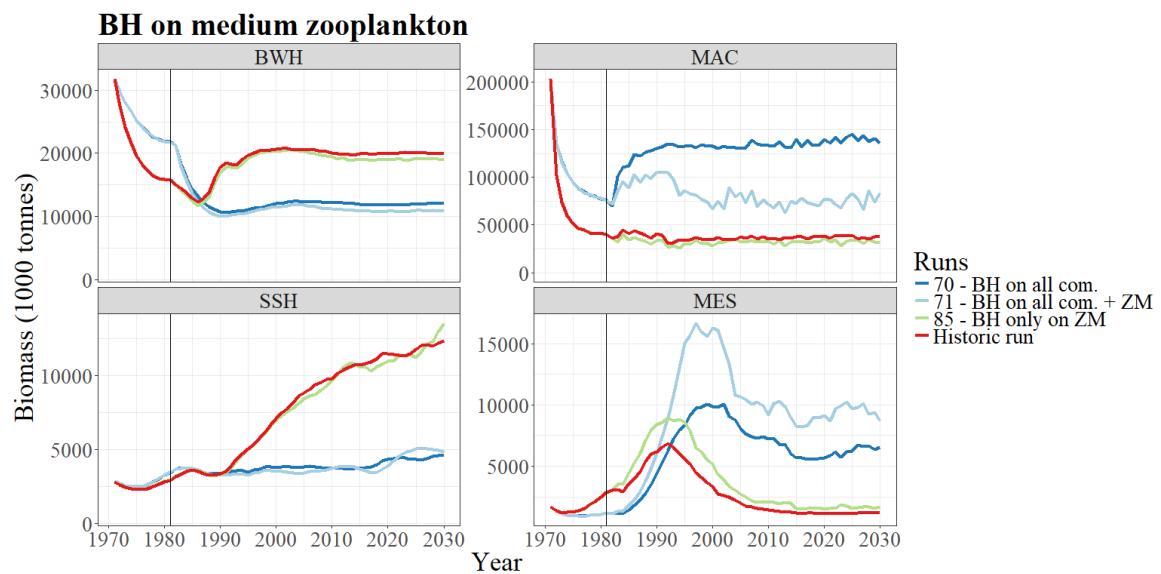 BH on medium zooplankton
BWH
MAC
30000
20000
10000
0
200000
150000
100000
50000
0
SSH
MES
10000
5000
0
15000
10000
5000
1970 1980 1990 2000 2010 2020 2030
1970 1980 1990 2000 2010 2020 2030
Year
Biomass (1000 tonnes)
Runs
70 - BH on all com.
71 - BH on all com. + ZM
85 - BH only on ZM
Historic run